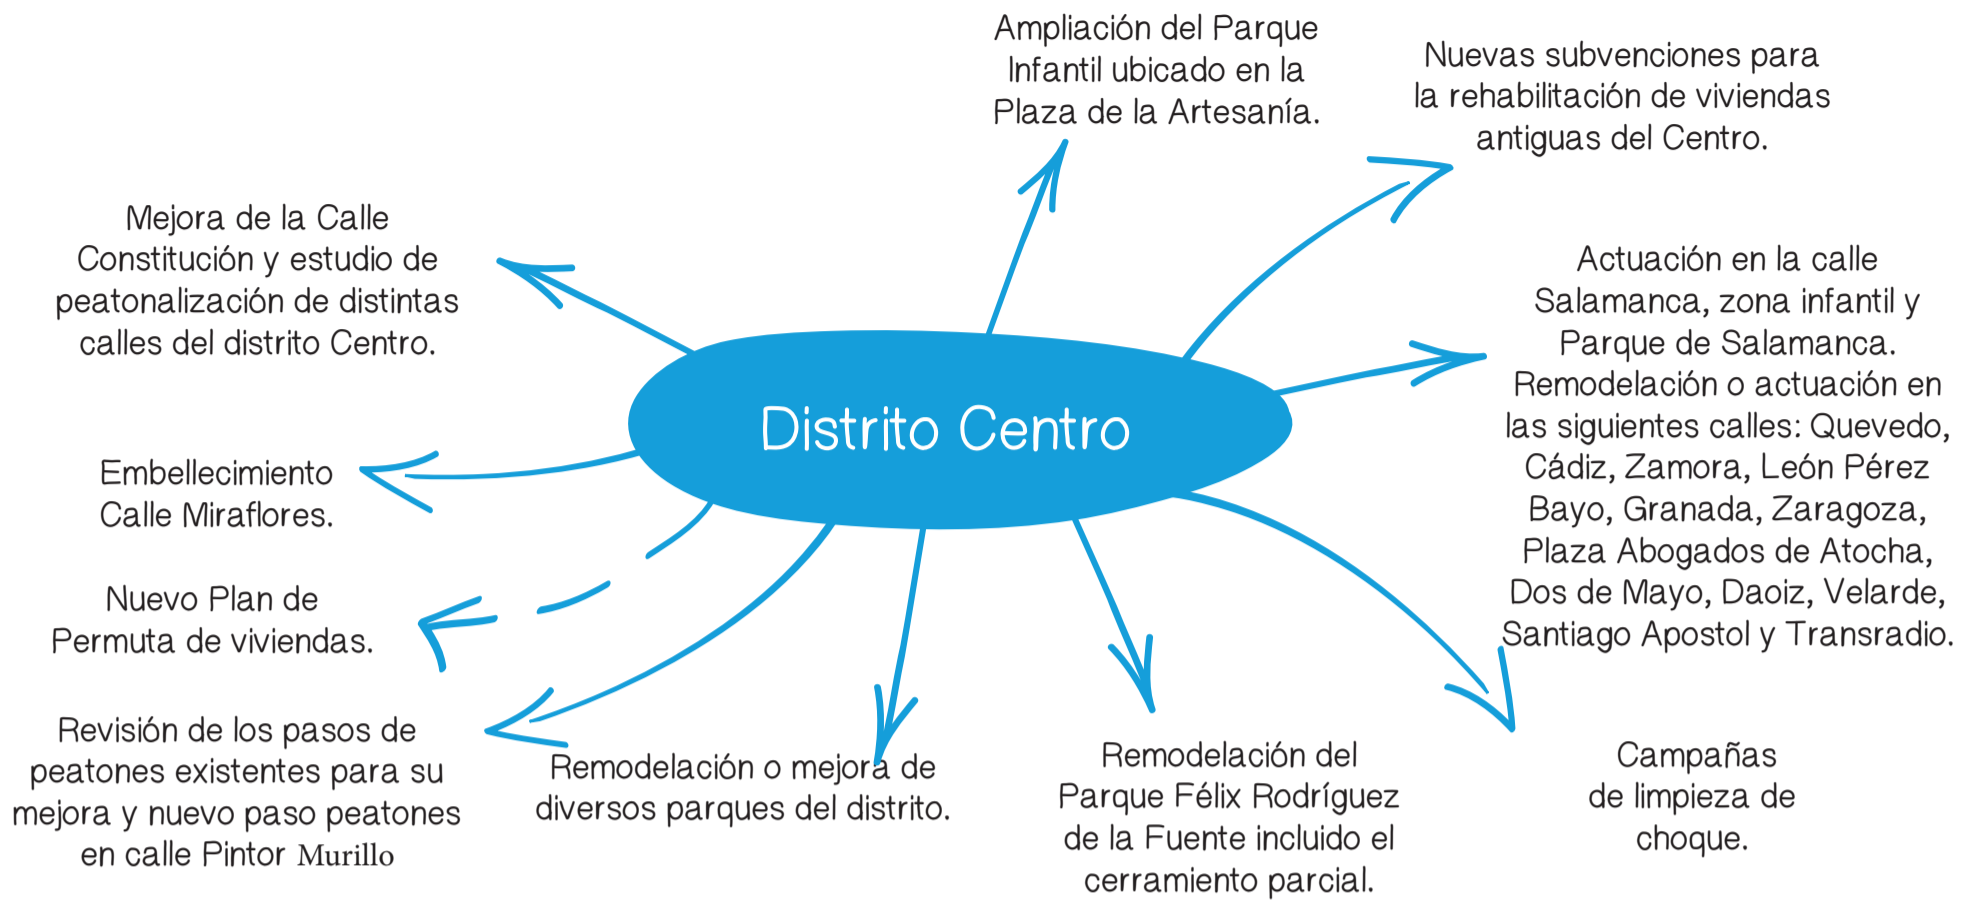 Ampliación del Parque
Infantil ubicado en la
Plaza de la Artesanía.
Nuevas subvenciones para
la rehabilitación de viviendas
antiguas del Centro.
Mejora de la Calle
Constitución y estudio de
peatonalización de distintas
calles del distrito Centro.
Actuación en la calle
Salamanca, zona infantil y
Parque de Salamanca.
Remodelación o actuación en
las siguientes calles: Quevedo,
Cádiz, Zamora, León Pérez
Bayo, Granada, Zaragoza,
Plaza Abogados de Atocha,
Dos de Mayo, Daoiz, Velarde,
Santiago Apostol y Transradio.
Distrito Centro
Embellecimiento
Calle Miraflores.
Nuevo Plan de
Permuta de viviendas.
Revisión de los pasos de
peatones existentes para su
mejora y nuevo paso peatones
en calle Pintor Murillo
Remodelación o mejora de
diversos parques del distrito.
Remodelación del
Parque Félix Rodríguez
de la Fuente incluido el
cerramiento parcial.
Campañas
de limpieza de
choque.